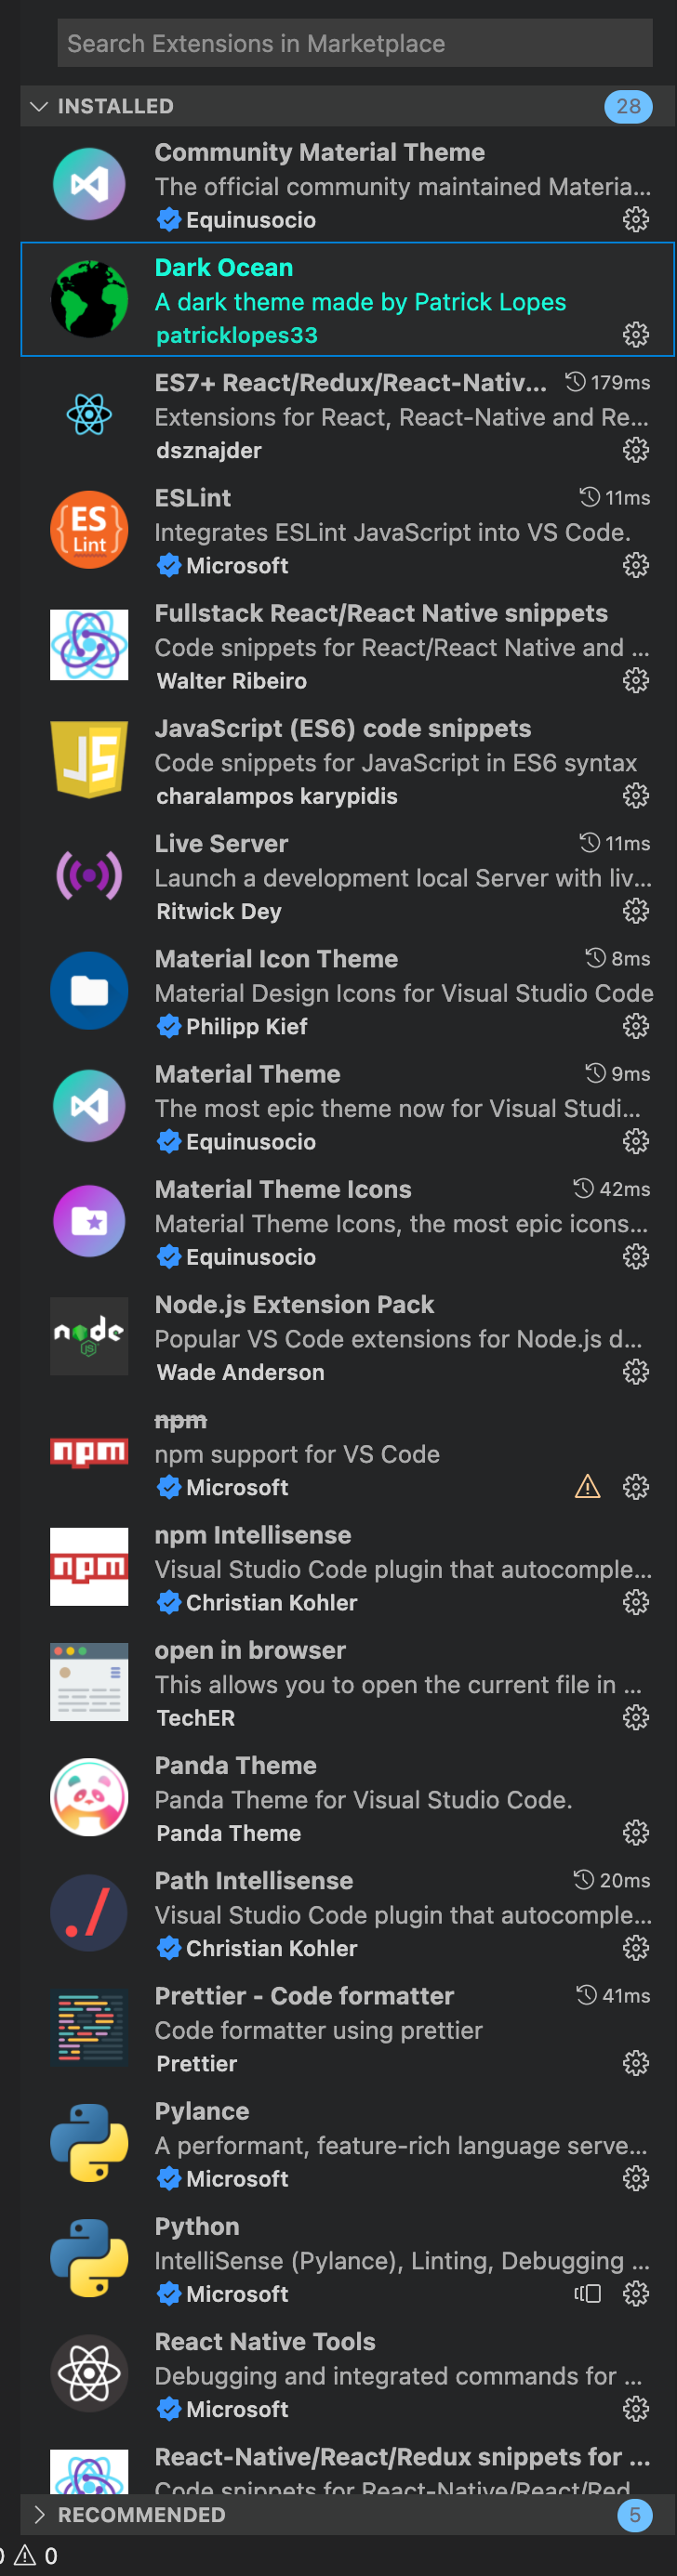 Search Extensions in Marketplace
INSTALLED 28
Community Material Theme
The official community maintained Materia...
Equinusocio
Dark Ocean
A dark theme made by Patrick Lopes
patricklopes33
ES7+ React/Redux/React-Nativ... 179ms
Extensions for React, React-Native and Re...
dsznajder
{ES}
Lint
ESLint 11ms
Integrates ESLint JavaScript into VS Code.
Microsoft
Fullstack React/React Native snippets
Code snippets for React/React Native and ...
Walter Ribeiro
JS
JavaScript (ES6) code snippets
Code snippets for JavaScript in ES6 syntax
charalampos karypidis
Live Server 11ms
Launch a development local Server with liv...
Ritwick Dey
Material Icon Theme 8ms
Material Design Icons for Visual Studio Code
Philipp Kief
Material Theme 9ms
The most epic theme now for Visual Studi...
Equinusocio
Material Theme Icons 42ms
Material Theme Icons, the most epic icons...
Equinusocio
node
JS
Node.js Extension Pack
Popular VS Code extensions for Node.js d...
Wade Anderson
npm
npm
npm support for VS Code
Microsoft
npm
npm Intellisense
Visual Studio Code plugin that autocomple...
Christian Kohler
open in browser
This allows you to open the current file in ...
TechER
Panda Theme
Panda Theme for Visual Studio Code.
Panda Theme
./
Path Intellisense 20ms
Visual Studio Code plugin that autocomple...
Christian Kohler
Prettier - Code formatter 41ms
Code formatter using prettier
Prettier
Pylance
A performant, feature-rich language serve...
Microsoft
Python
IntelliSense (Pylance), Linting, Debugging ...
Microsoft
React Native Tools
Debugging and integrated commands for ...
Microsoft
React-Native/React/Redux snippets for ...
Code snippets for React-Native/React/Red
RECOMMENDED 5
0 0